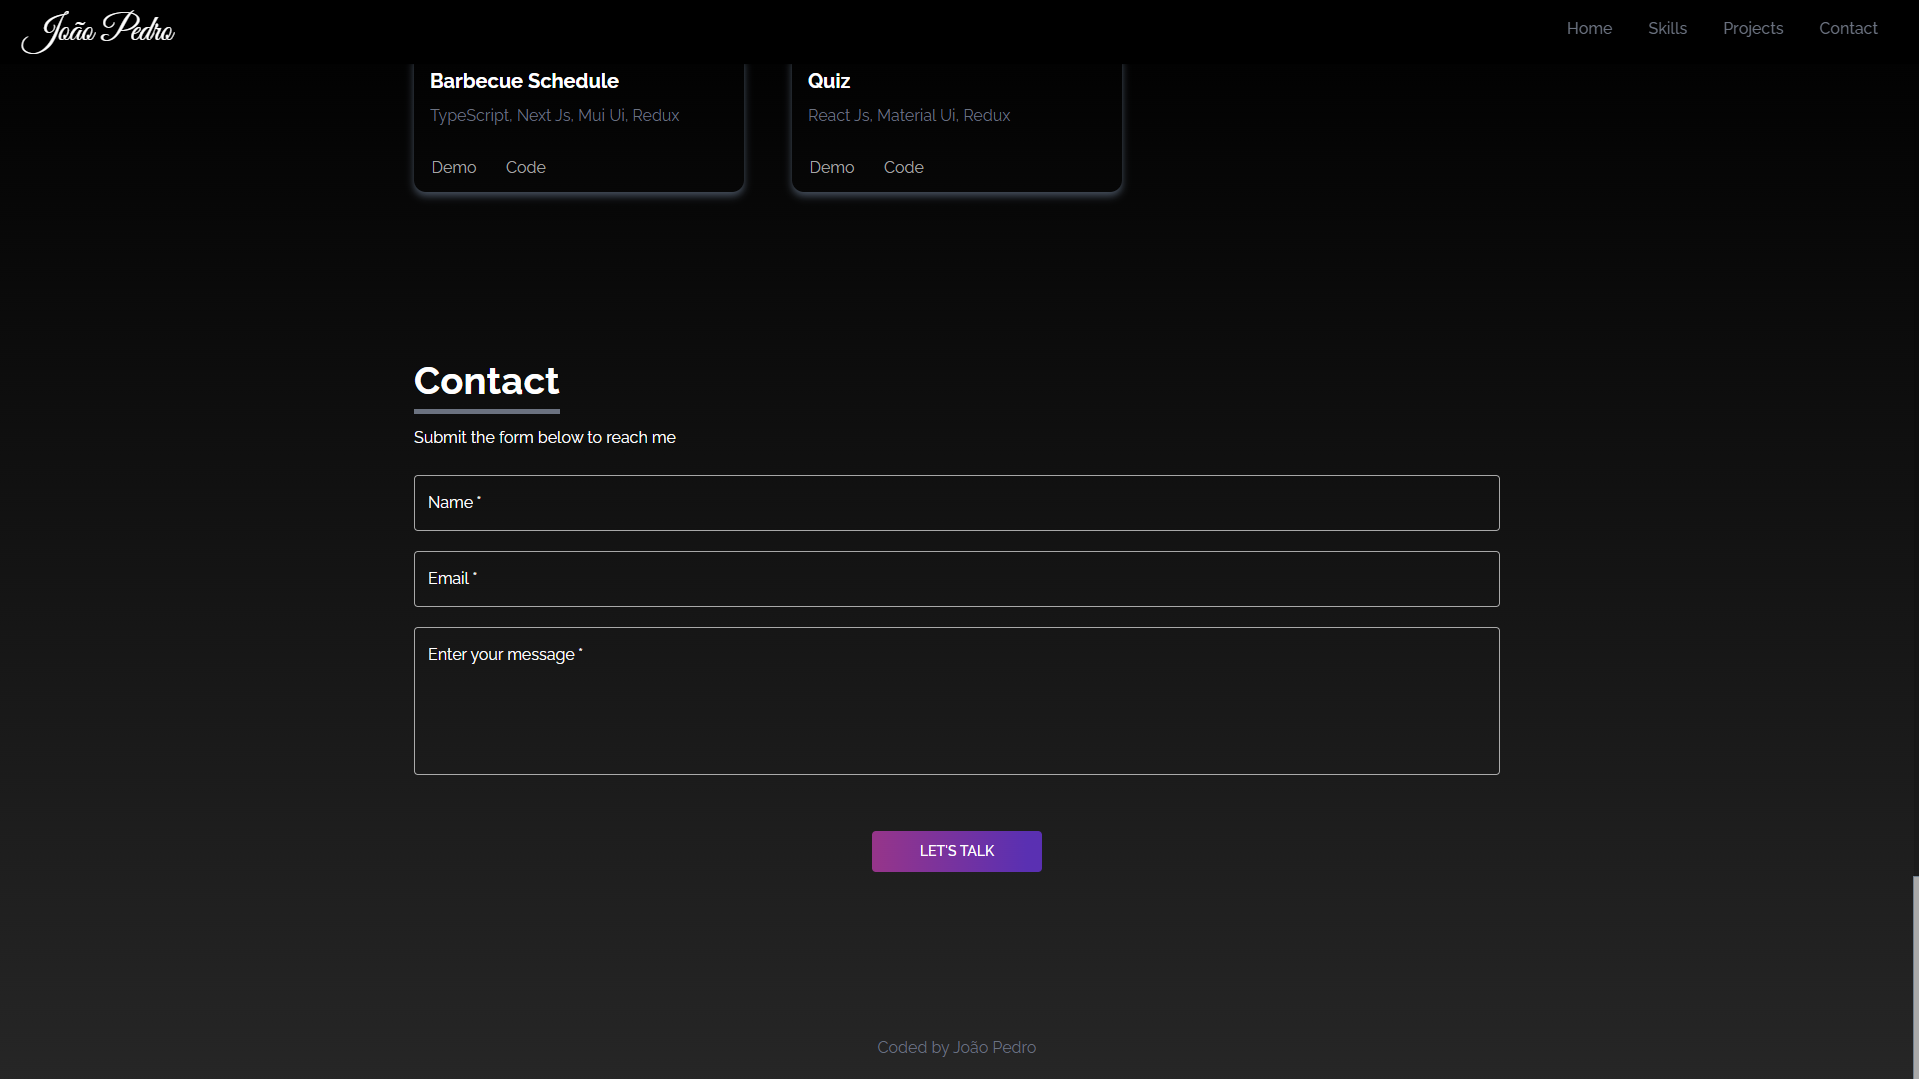 João Pedro
Home Skills Projects Contact
Barbecue Schedule
TypeScript, Next Js. Mui Ui, Redux
Demo Code
Quiz
React Js, Material Ui, Redux
Demo Code
Contact
Submit the form below to reach me
Name *
Email *
Enter your message *
LET'S TALK
Coded by João Pedro